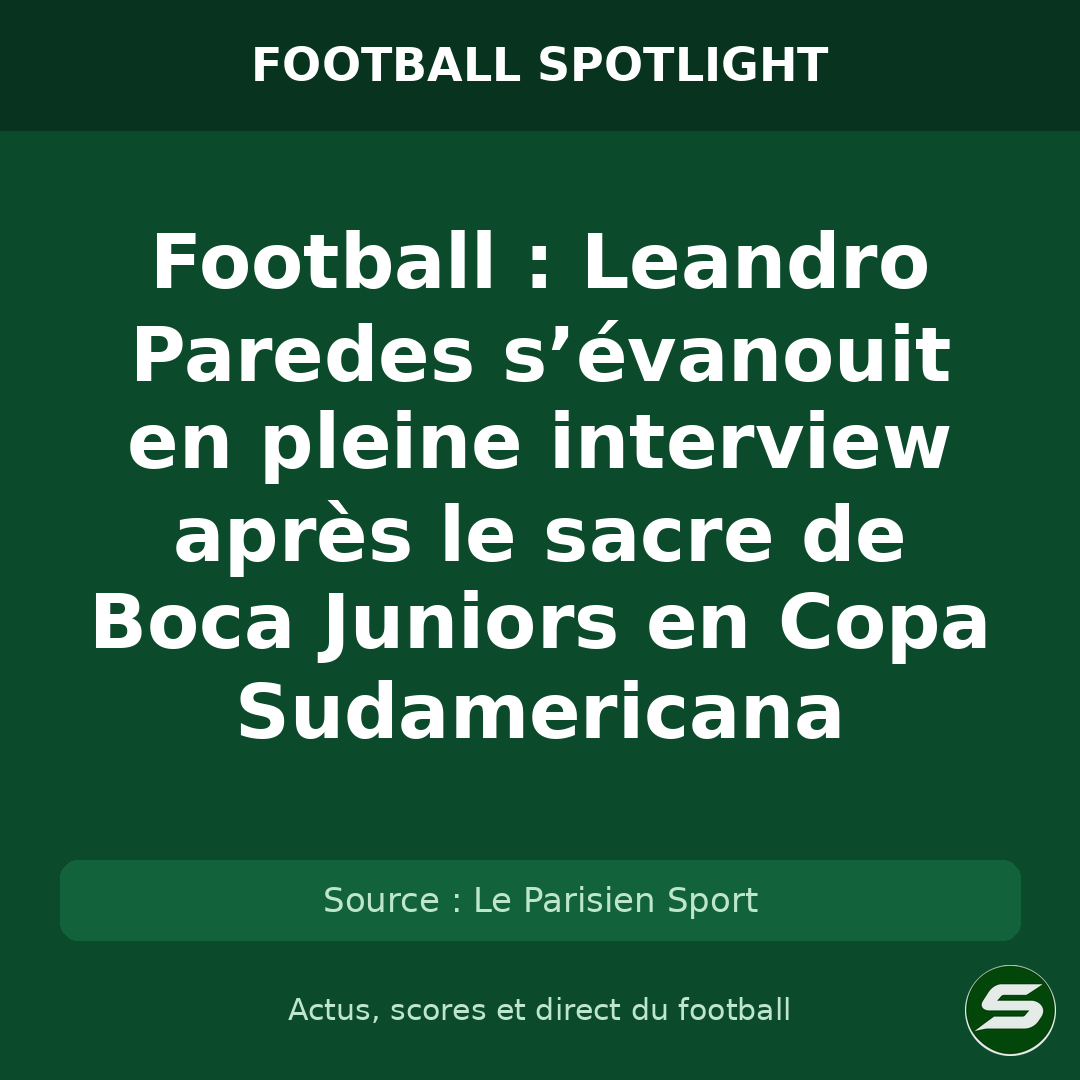 FOOTBALL SPOTLIGHT
Football : Leandro
Paredes s’évanouit
en pleine interview
après le sacre de
Boca Juniors en Copa
Sudamericana
Source : Le Parisien Sport
Actus, scores et direct du football
S